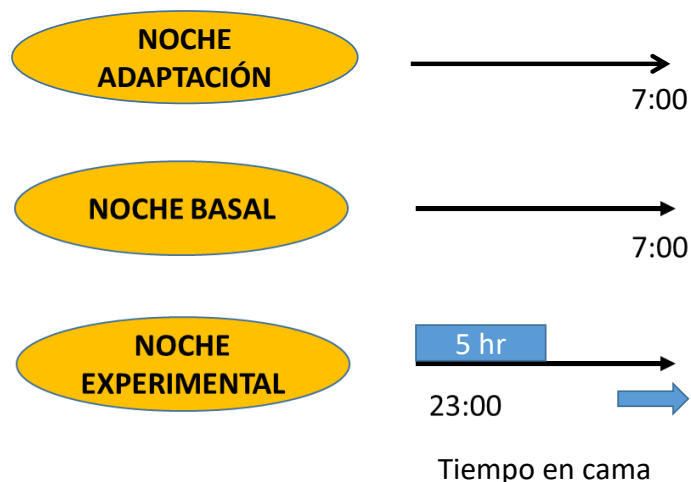 NOCHE
ADAPTACIÓN
7:00
NOCHE BASAL
7:00
NOCHE
EXPERIMENTAL
5 hr
23:00
Tiempo en cama